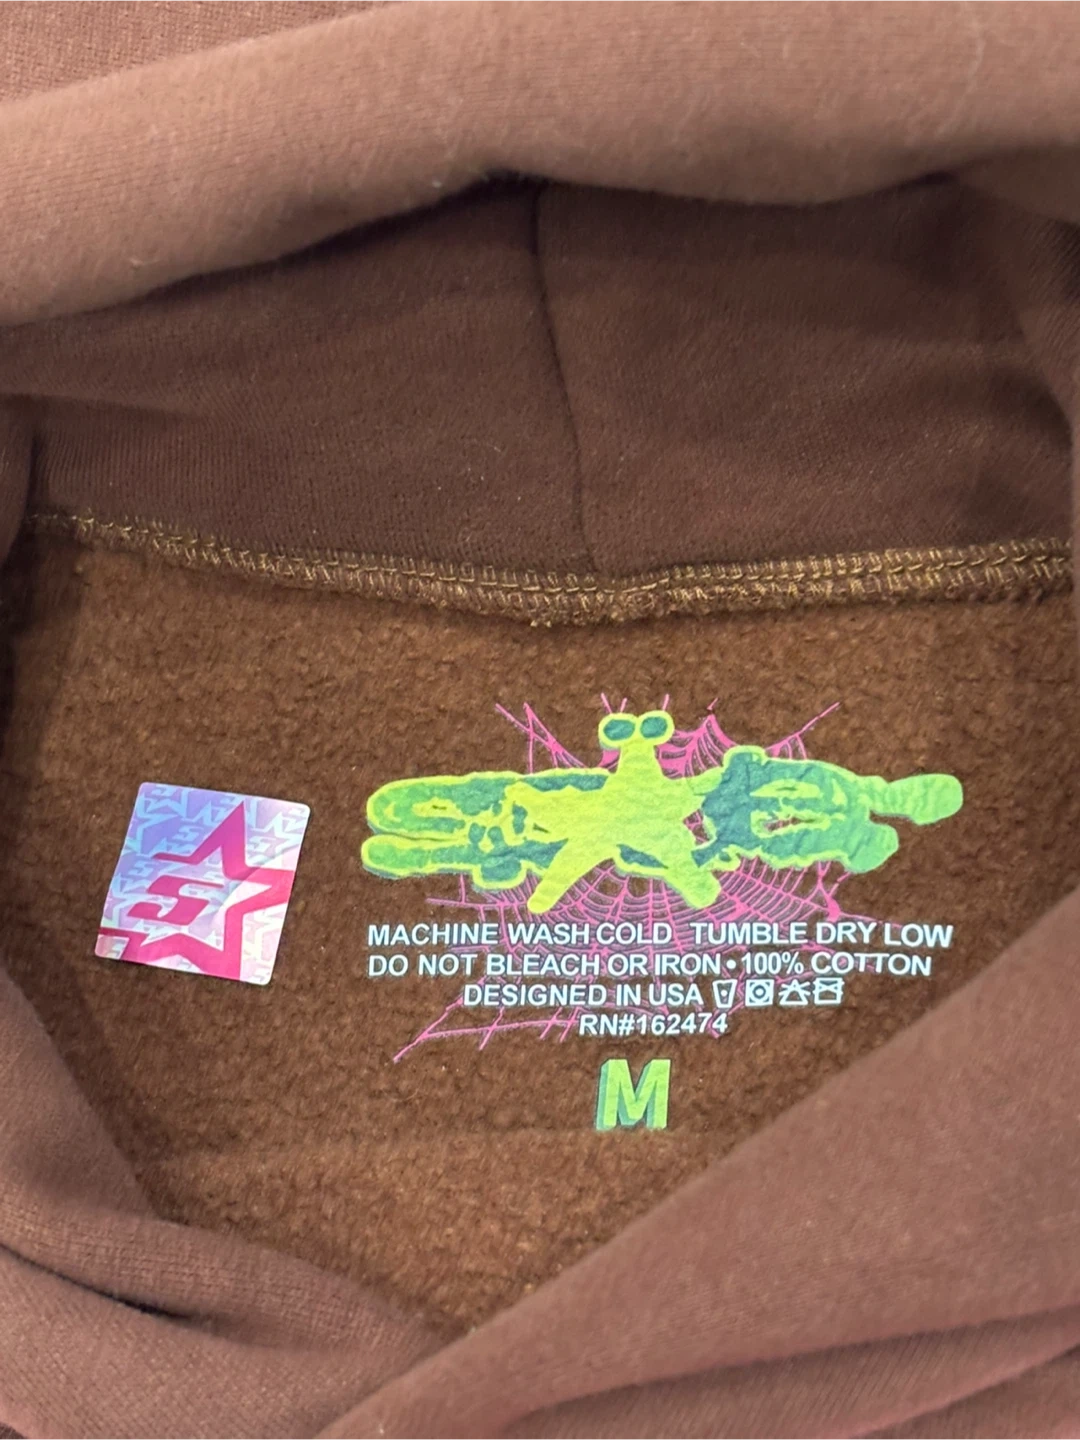 MACHINE WASH COLD TUMBLE DRY LOW
DO NOT BLEACH OR IRON • 100% COTTON
DESIGNED IN USA
RN#162474
M